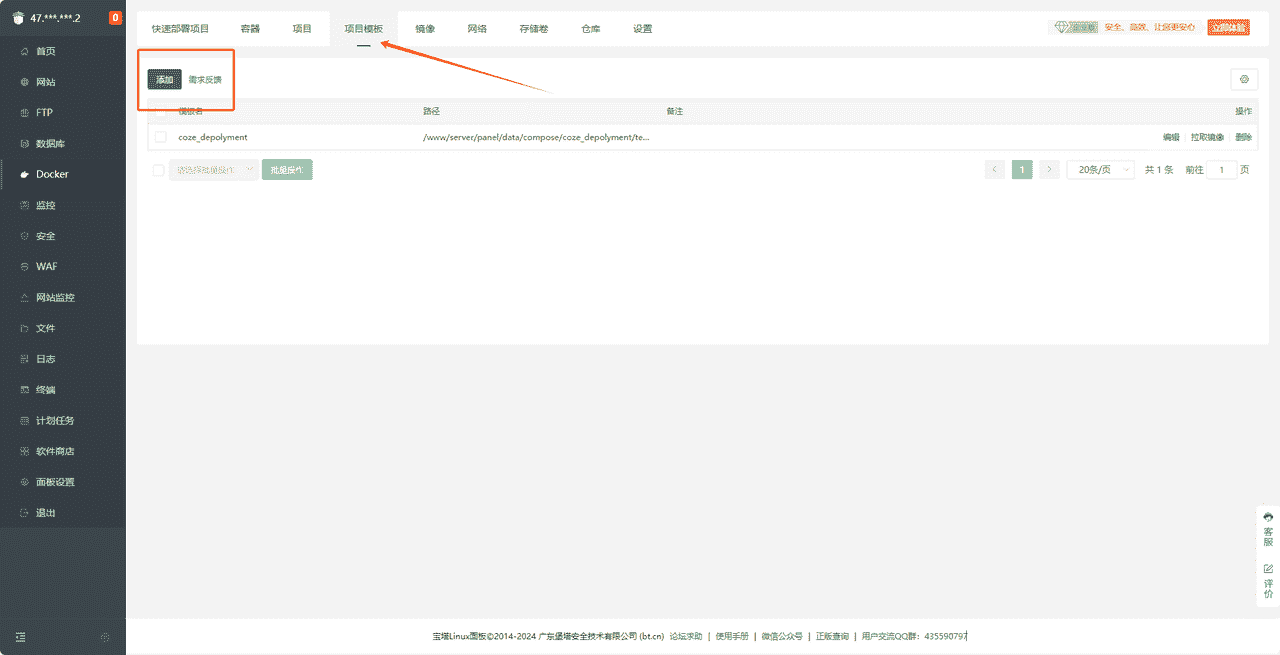 47.***.***.2
0
首页
网站
FTP
数据库
Docker
监控
安全
WAF
网站监控
文件
日志
终端
计划任务
软件商店
面板设置
退出
快速部署项目 容器 项目 项目模板 镜像 网络 存储卷 仓库 设置
安全、高效、让您更安心
添加 需求反馈
模板名 路径 备注 操作
coze_depolyment /www/server/panel/data/compose/coze_depolyment/te... 编辑 拉取镜像 删除
请选择批量操作 批量操作 1 20条/页 共 1 条 前往 1 页
客服
评价
宝塔Linux面板©2014-2024 广东堡塔安全技术有限公司 (bt.cn) 论坛求助 | 使用手册 | 微信公众号 | 正版查询 | 用户交流QQ群：435590797